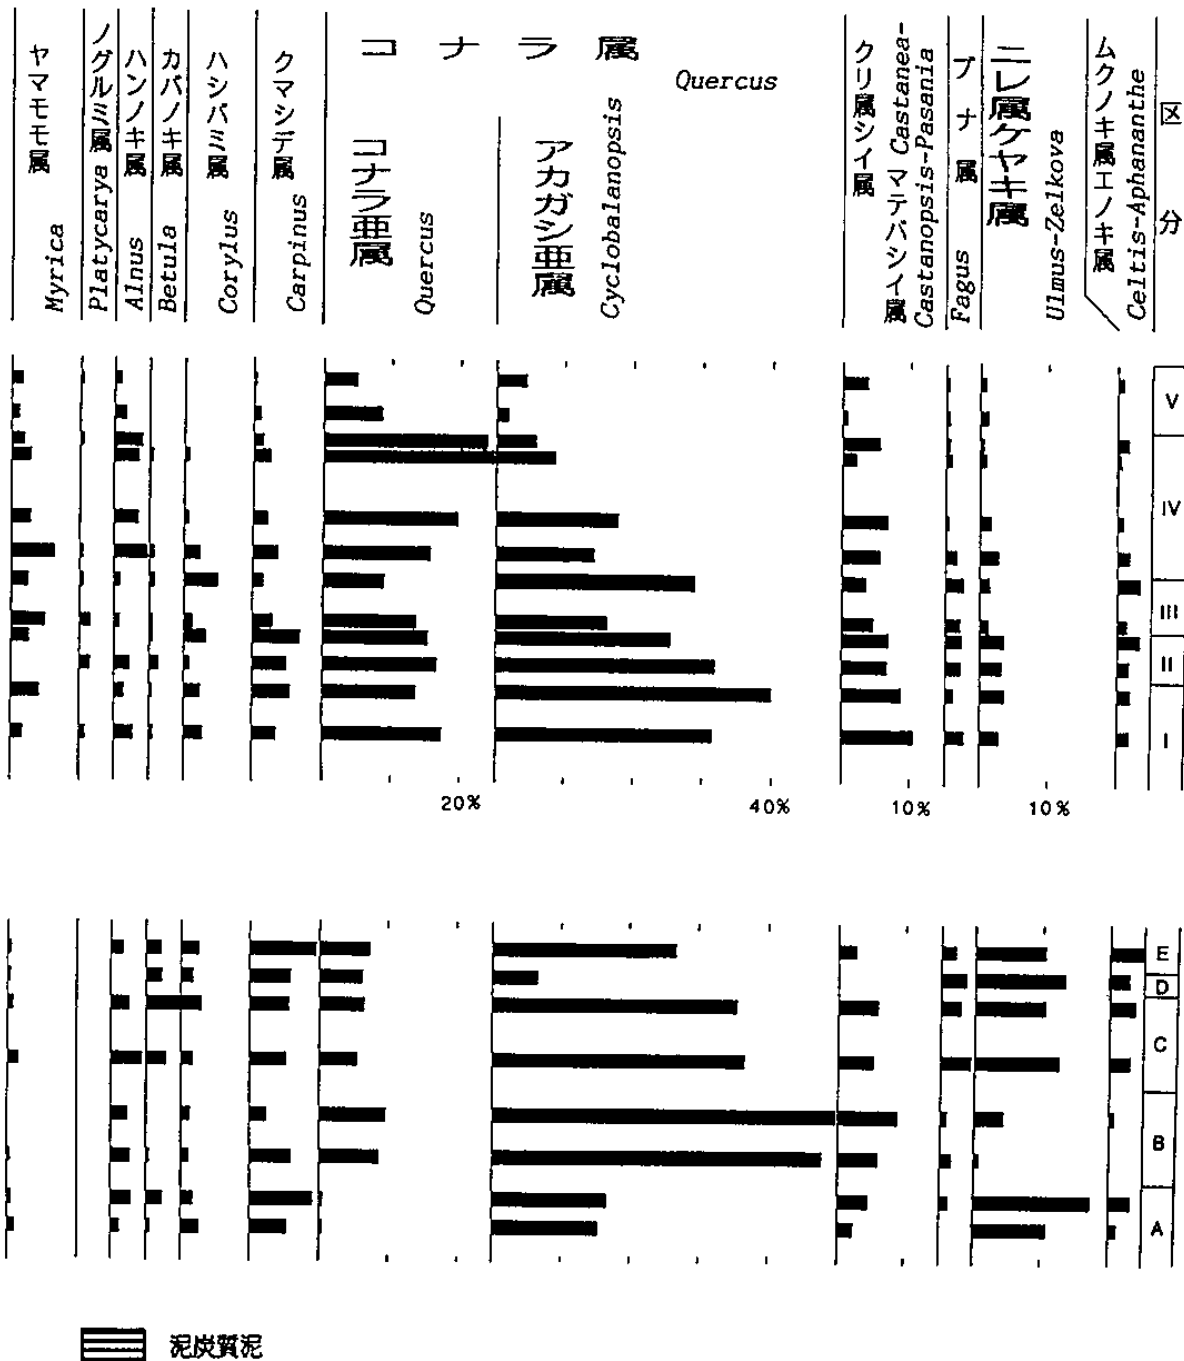 ヤマモモ属
Myrica
ノグルミ属
Platycarya
ハンノキ属
Alnus
カバノキ属
Betula
ハシバミ属
Corylus
クマシデ属
Carpinus
コナラ属
Quercus
コナラ亜属
Quercus
アカガシ亜属
Cyclobalanopsis
クリ属シイ属 マテバシイ属
Castanea-
Castanopsis-Pasania
ブナ属
Fagus
ニレ属ケヤキ属
Ulmus-Zelkova
ムクノキ属エノキ属
Celtis-Aphananthe
区分
V
IV
III
II
I
20%
40%
10%
10%
E
D
C
B
A
泥炭質泥